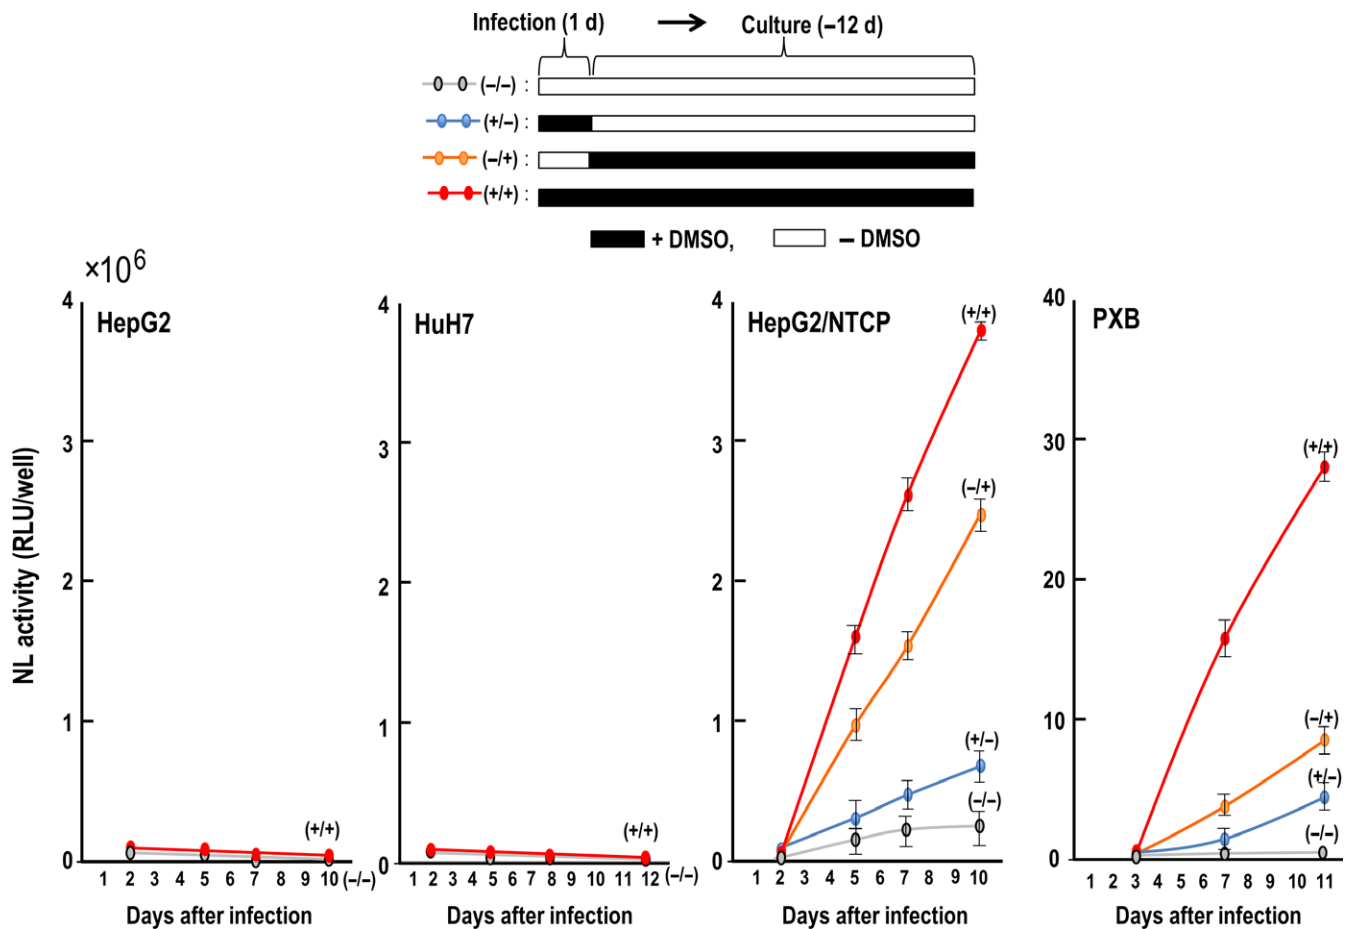 Infection (1 d) → Culture (–12 d)
(–/–) :
(+/–) :
(–/+) :
(+/+) :
+ DMSO, – DMSO
×10⁶
4
3
2
1
0
HepG2
(+/+)
(–/–)
1 2 3 4 5 6 7 8 9 10
Days after infection
NL activity (RLU/well)
4
3
2
1
0
HuH7
(+/+)
(–/–)
1 2 3 4 5 6 7 8 9 10 11 12
Days after infection
4
3
2
1
0
HepG2/NTCP
(+/+)
(–/+)
(+/–)
(–/–)
1 2 3 4 5 6 7 8 9 10
Days after infection
40
30
20
10
0
PXB
(+/+)
(–/+)
(+/–)
(–/–)
1 2 3 4 5 6 7 8 9 10 11
Days after infection